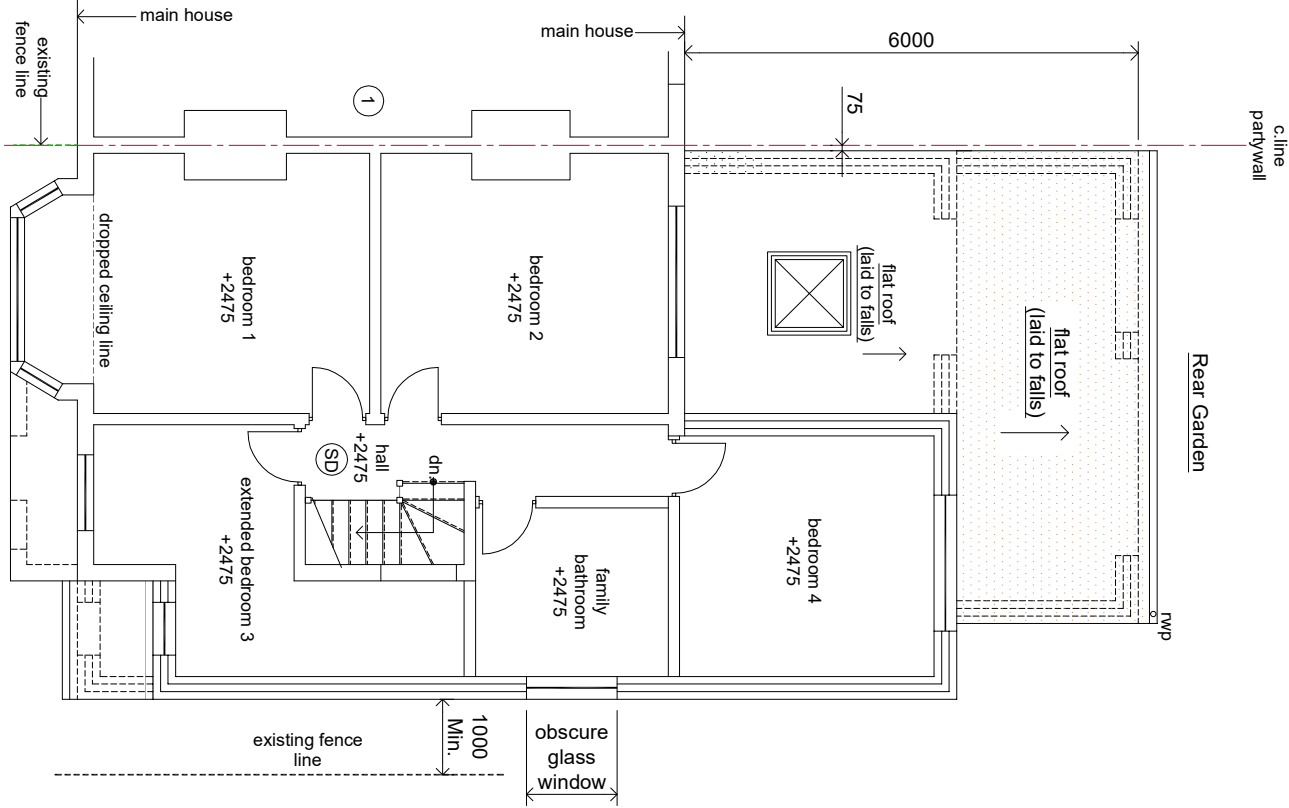 main house
main house
existing
fence line
6000
75
c.line
partywall
1
dropped ceiling line
bedroom 1
+2475
bedroom 2
+2475
flat roof
(laid to falls)
flat roof
(laid to falls)
Rear Garden
hall
+2475
SD
dn.
extended bedroom 3
+2475
family
bathroom
+2475
bedroom 4
+2475
rwp
1000
Min.
existing fence
line
obscure
glass
window